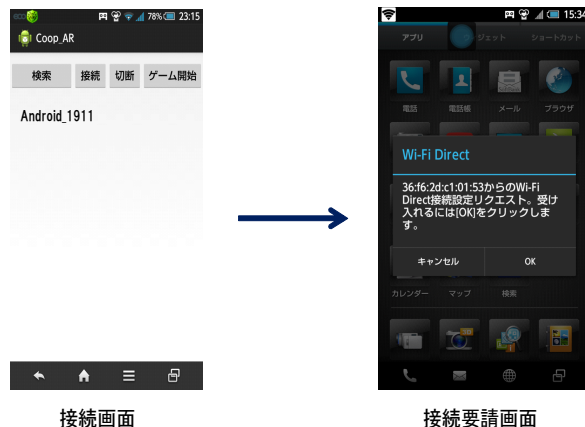 eco 78% 23:15
Coop_AR
検索 接続 切断 ゲーム開始
Android_1911
接続画面
15:34
アプリ ジェット ショートカット
電話 電話帳 メール ブラウザ
Wi-Fi Direct
36:f6:2d:c1:01:53からのWi-Fi
Direct接続設定リクエスト。受け
入れるには[OK]をクリックしま
す。
キャンセル OK
カレンダー マップ 検索
接続要請画面